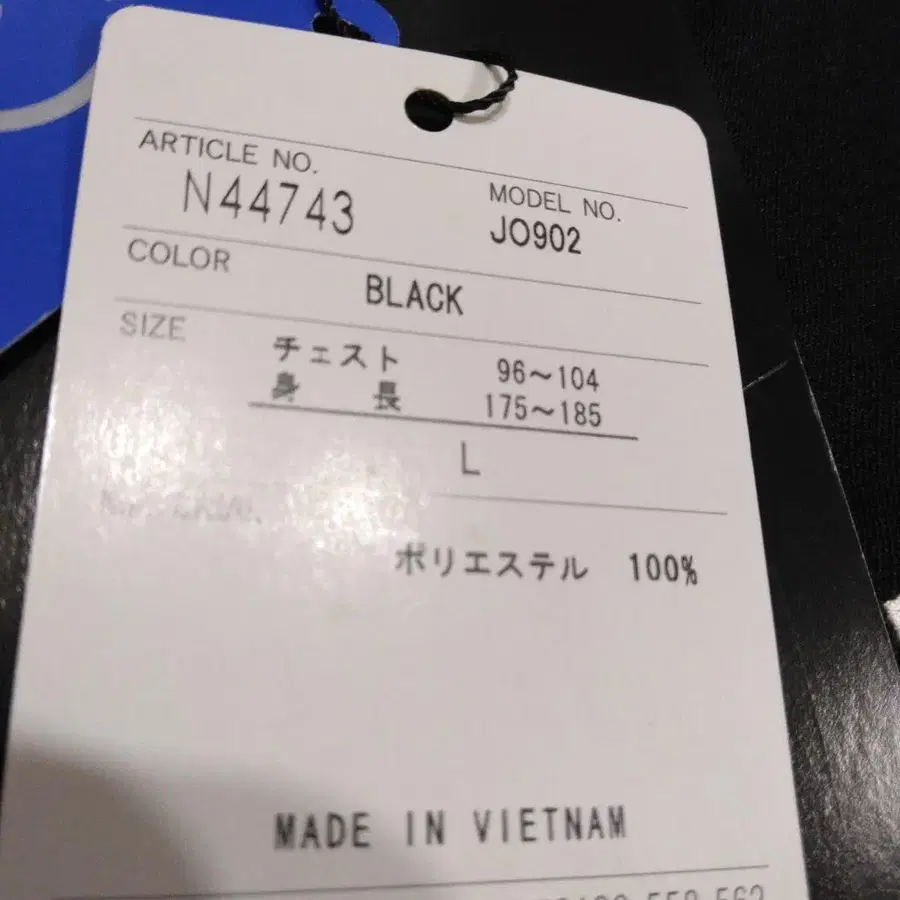 ARTICLE NO.
N44743
MODEL NO.
JO902
COLOR
BLACK
SIZE
チェスト 96~104
身長 175~185
L
ポリエステル 100%
MADE IN VIETNAM